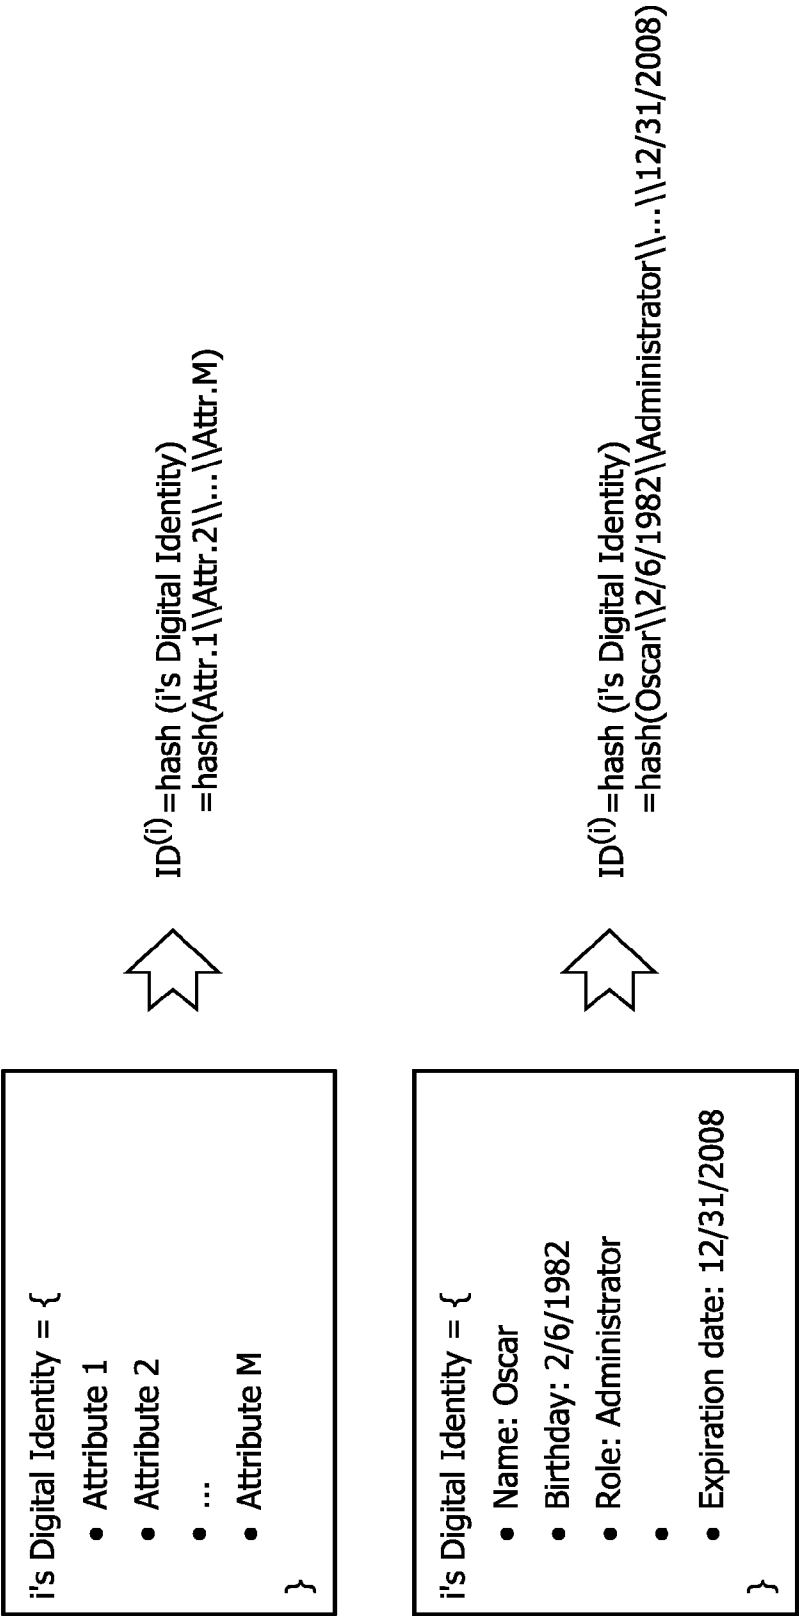 i's Digital Identity = {
● Attribute 1
● Attribute 2
● ...
● Attribute M
}
ID(i)=hash (i's Digital Identity)
=hash(Attr.1\\Attr.2\\...\\Attr.M)
i's Digital Identity = {
● Name: Oscar
● Birthday: 2/6/1982
● Role: Administrator
●
● Expiration date: 12/31/2008
}
ID(i)=hash (i's Digital Identity)
=hash(Oscar\\2/6/1982\\Administrator\\...\\12/31/2008)